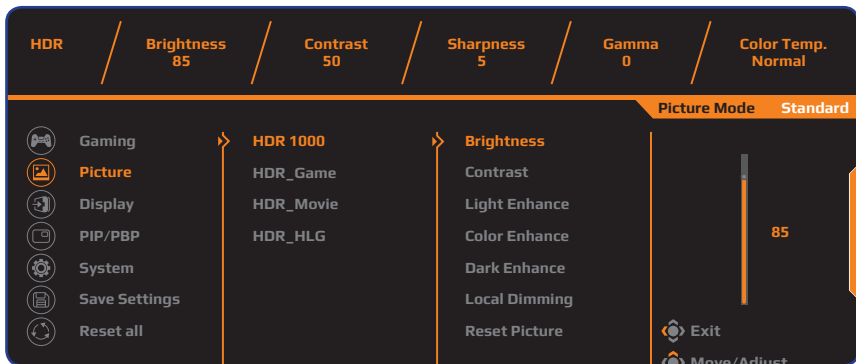 HDR
Brightness
85
Contrast
50
Sharpness
5
Gamma
0
Color Temp.
Normal
Picture Mode Standard
Gaming
Picture
Display
PIP/PBP
System
Save Settings
Reset all
HDR 1000
HDR_Game
HDR_Movie
HDR_HLG
Brightness
Contrast
Light Enhance
Color Enhance
Dark Enhance
Local Dimming
Reset Picture
85
Exit
Move/Adjust